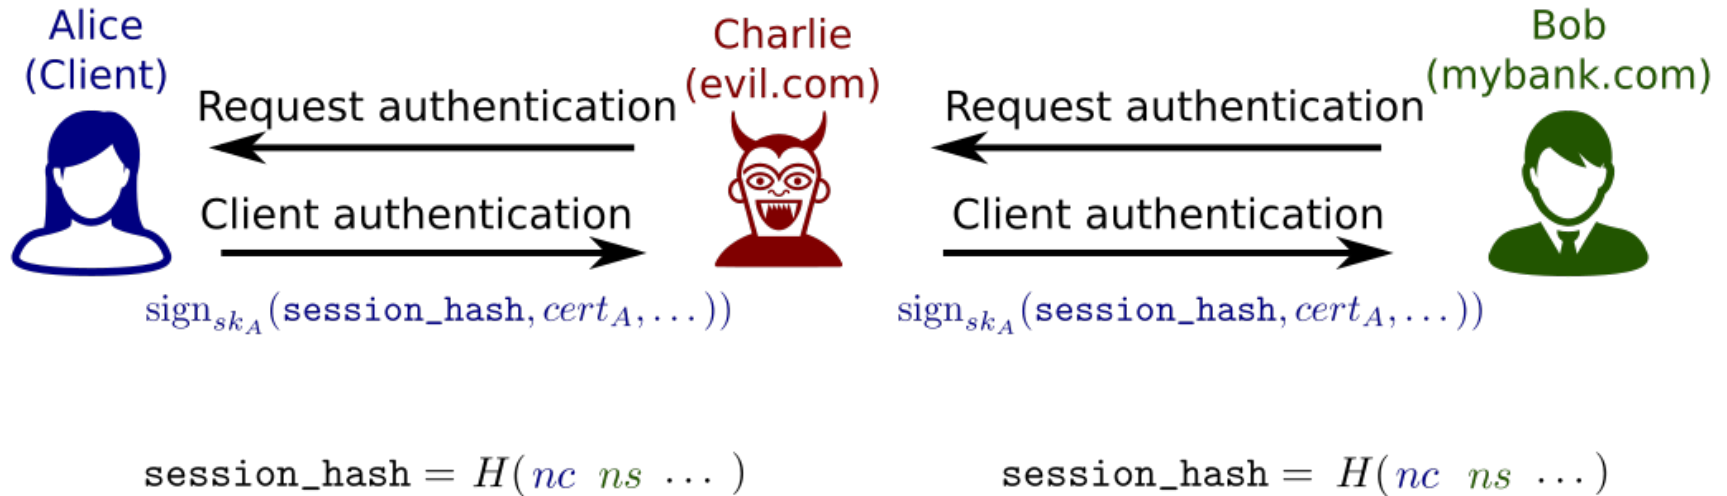 Alice
(Client)
Charlie
(evil.com)
Bob
(mybank.com)
Request authentication
Request authentication
Client authentication
Client authentication
sign_{sk_A}(session_hash, cert_A, ...))
sign_{sk_A}(session_hash, cert_A, ...))
session_hash = H( nc ns ... )
session_hash = H( nc ns ... )